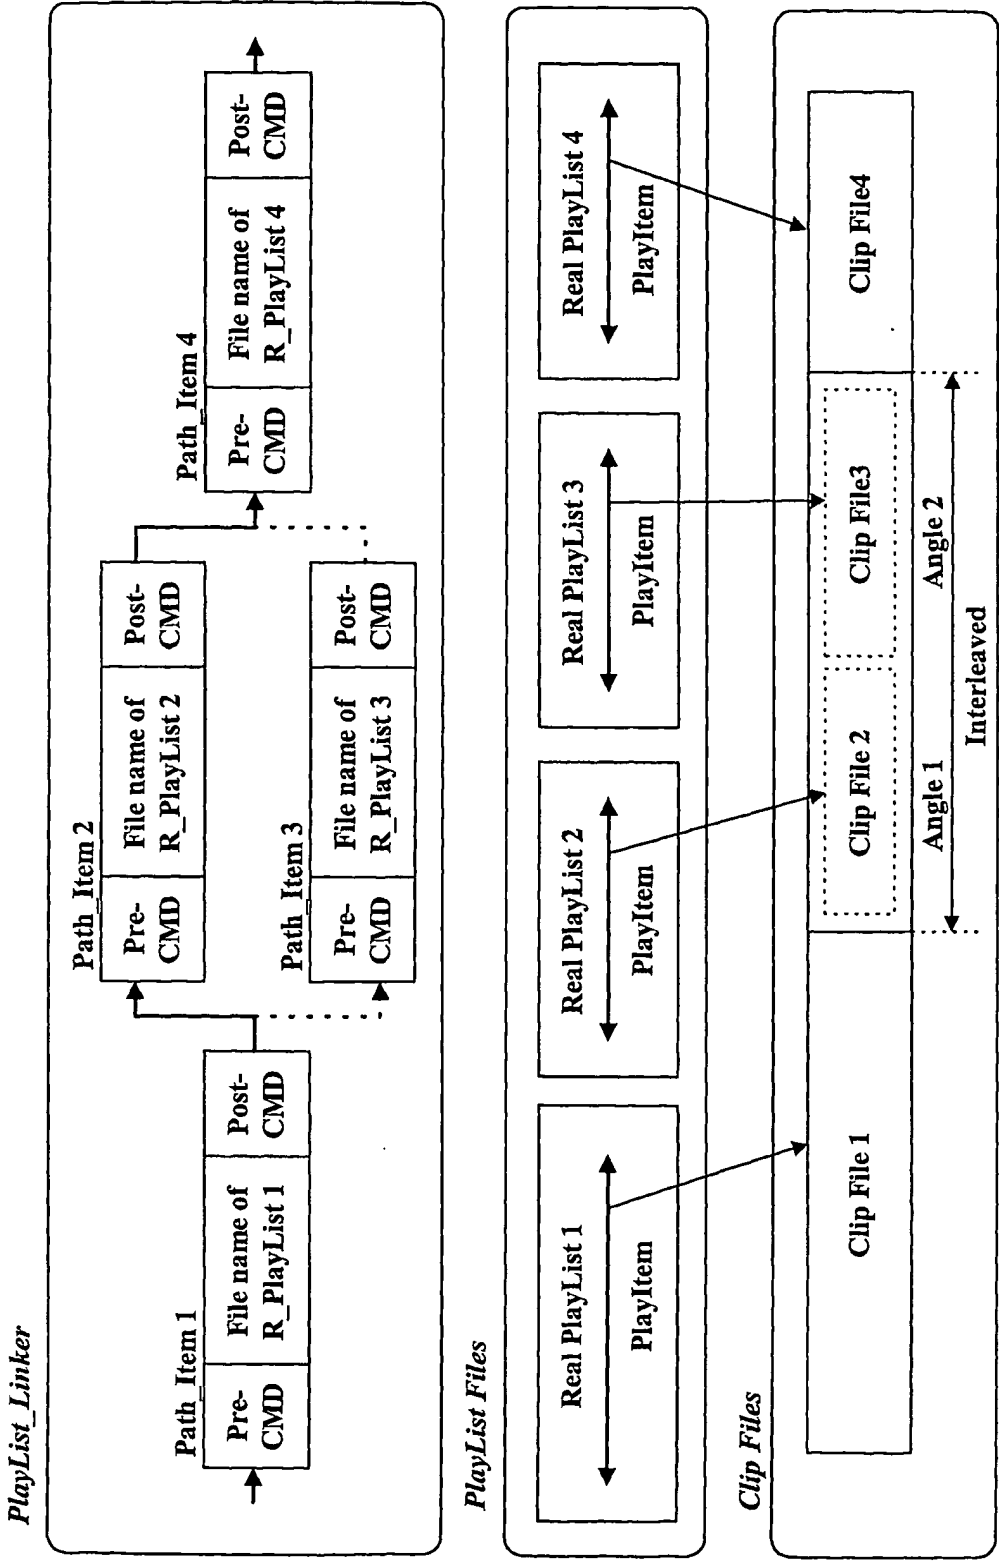 PlayList_Linker
Path_Item 1
Pre-
CMD
File name of
R_PlayList 1
Post-
CMD
Path_Item 2
Pre-
CMD
File name of
R_PlayList 2
Post-
CMD
Path_Item 3
Pre-
CMD
File name of
R_PlayList 3
Post-
CMD
Path_Item 4
Pre-
CMD
File name of
R_PlayList 4
Post-
CMD
PlayList Files
Real PlayList 1
PlayItem
Real PlayList 2
PlayItem
Real PlayList 3
PlayItem
Real PlayList 4
PlayItem
Clip Files
Clip File 1
Clip File 2
Clip File3
Clip File4
Angle 1
Angle 2
Interleaved